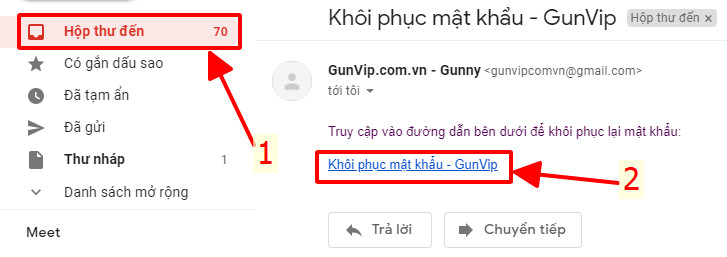 Hộp thư đến 70
Có gắn dấu sao
Đã tạm ẩn
Đã gửi
Thư nháp 1
Danh sách mở rộng
Meet
1
Khôi phục mật khẩu - GunVip Hộp thư đến ×
GunVip.com.vn - Gunny <gunvipcomvn@gmail.com>
tới tôi
Truy cập vào đường dẫn bên dưới để khôi phục lại mật khẩu:
Khôi phục mật khẩu - GunVip
2
Trả lời
Chuyển tiếp